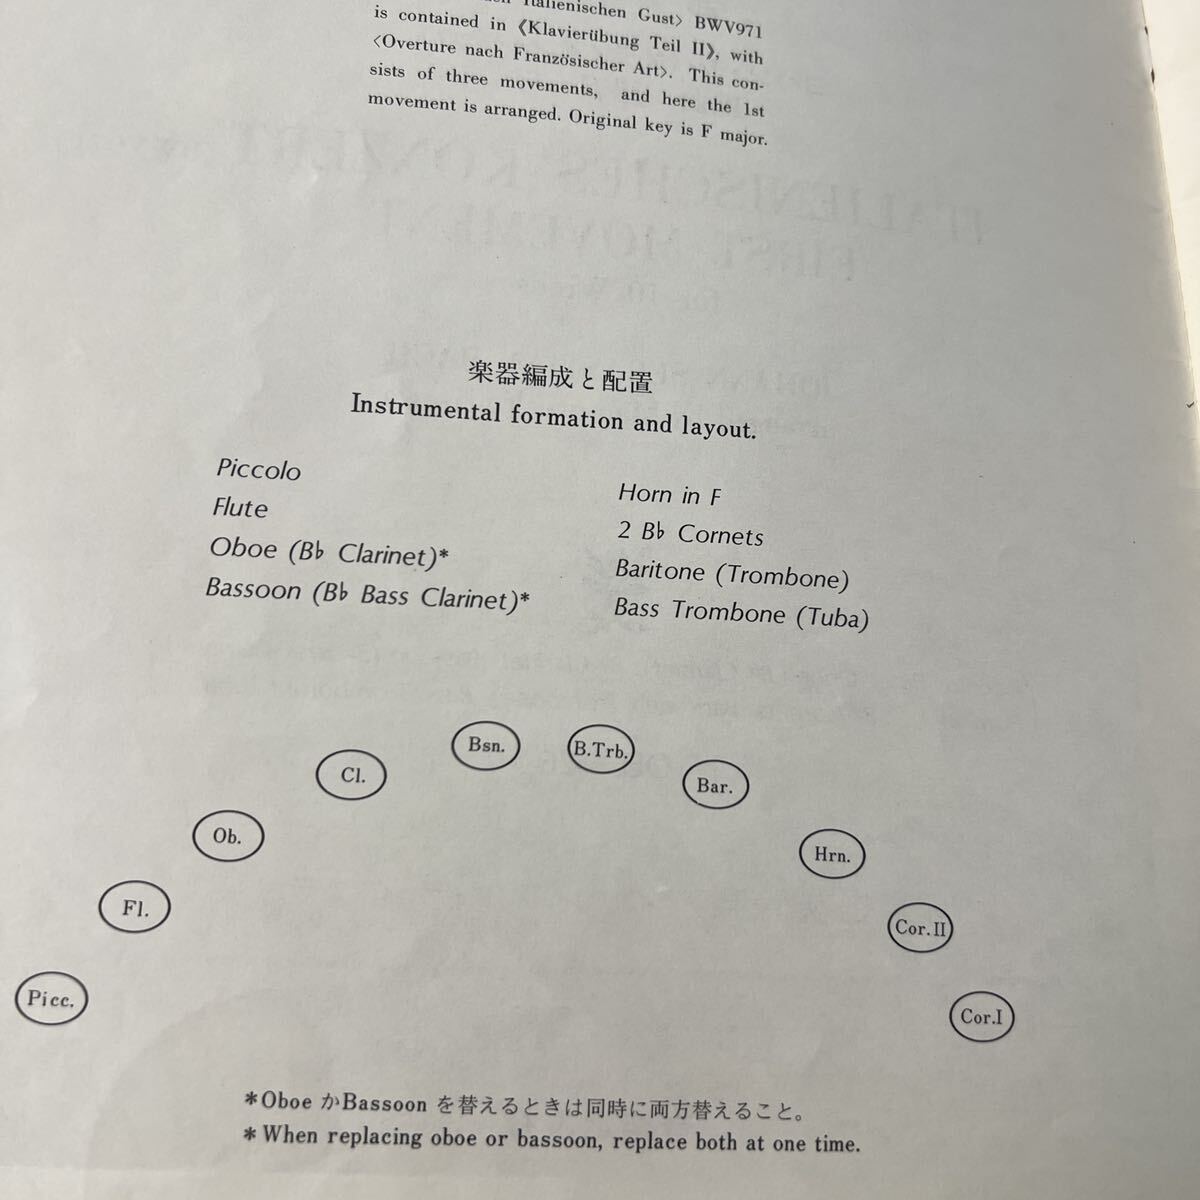 Italienischen Gust〉 BWV971
is contained in 《Klavierübung Teil II》, with
〈Overture nach Französischer Art〉. This con-
sists of three movements, and here the 1st
movement is arranged. Original key is F major.
楽器編成と配置
Instrumental formation and layout.
Piccolo
Flute
Oboe (B♭ Clarinet)*
Bassoon (B♭ Bass Clarinet)*
Horn in F
2 B♭ Cornets
Baritone (Trombone)
Bass Trombone (Tuba)
Picc.
Fl.
Ob.
Cl.
Bsn.
B.Trb.
Bar.
Hrn.
Cor.II
Cor.I
*Oboe かBassoon を替えるときは同時に両方替えること。
*When replacing oboe or bassoon, replace both at one time.